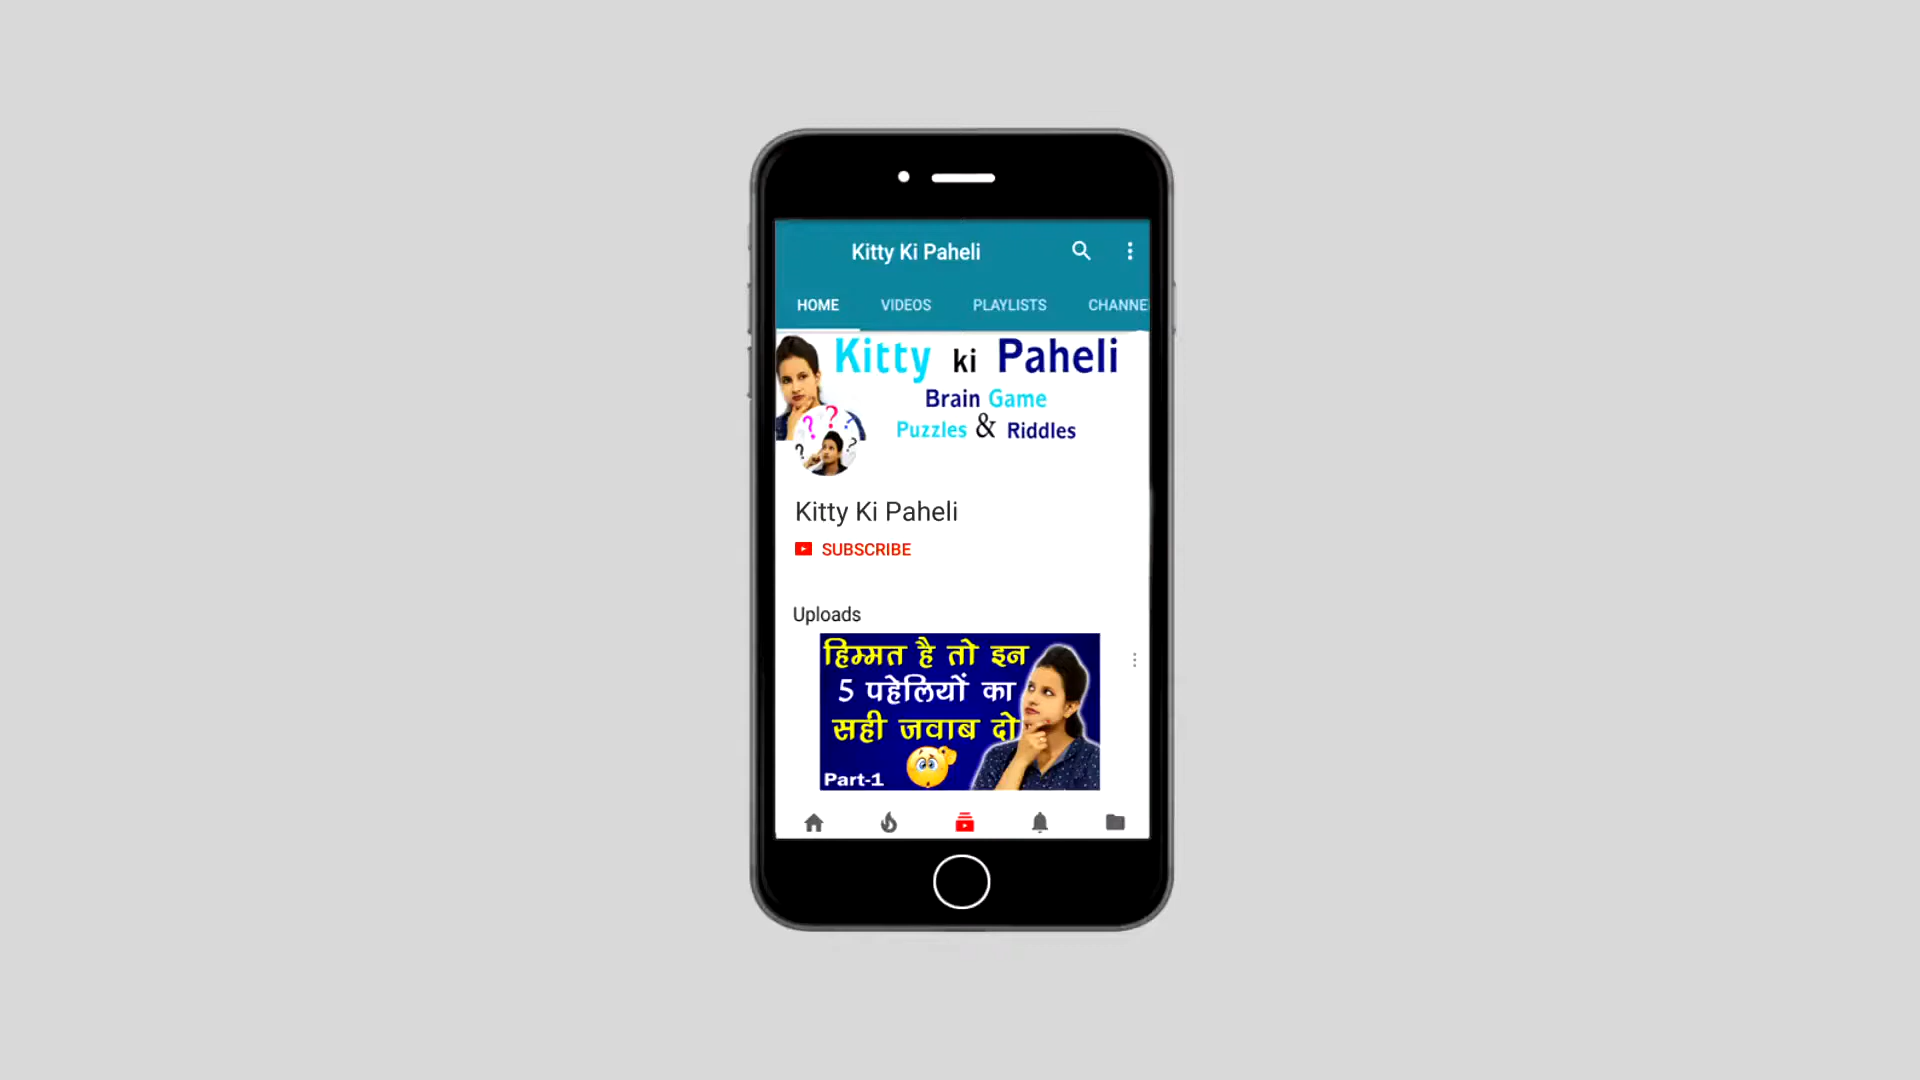 Kitty Ki Paheli
HOME VIDEOS PLAYLISTS CHANNE
Kitty ki Paheli
Brain Game
Puzzles & Riddles
? ? ? ? ?
Kitty Ki Paheli
SUBSCRIBE
Uploads
हिम्मत है तो इन
5 पहेलियों का
सही जवाब दो
Part-1